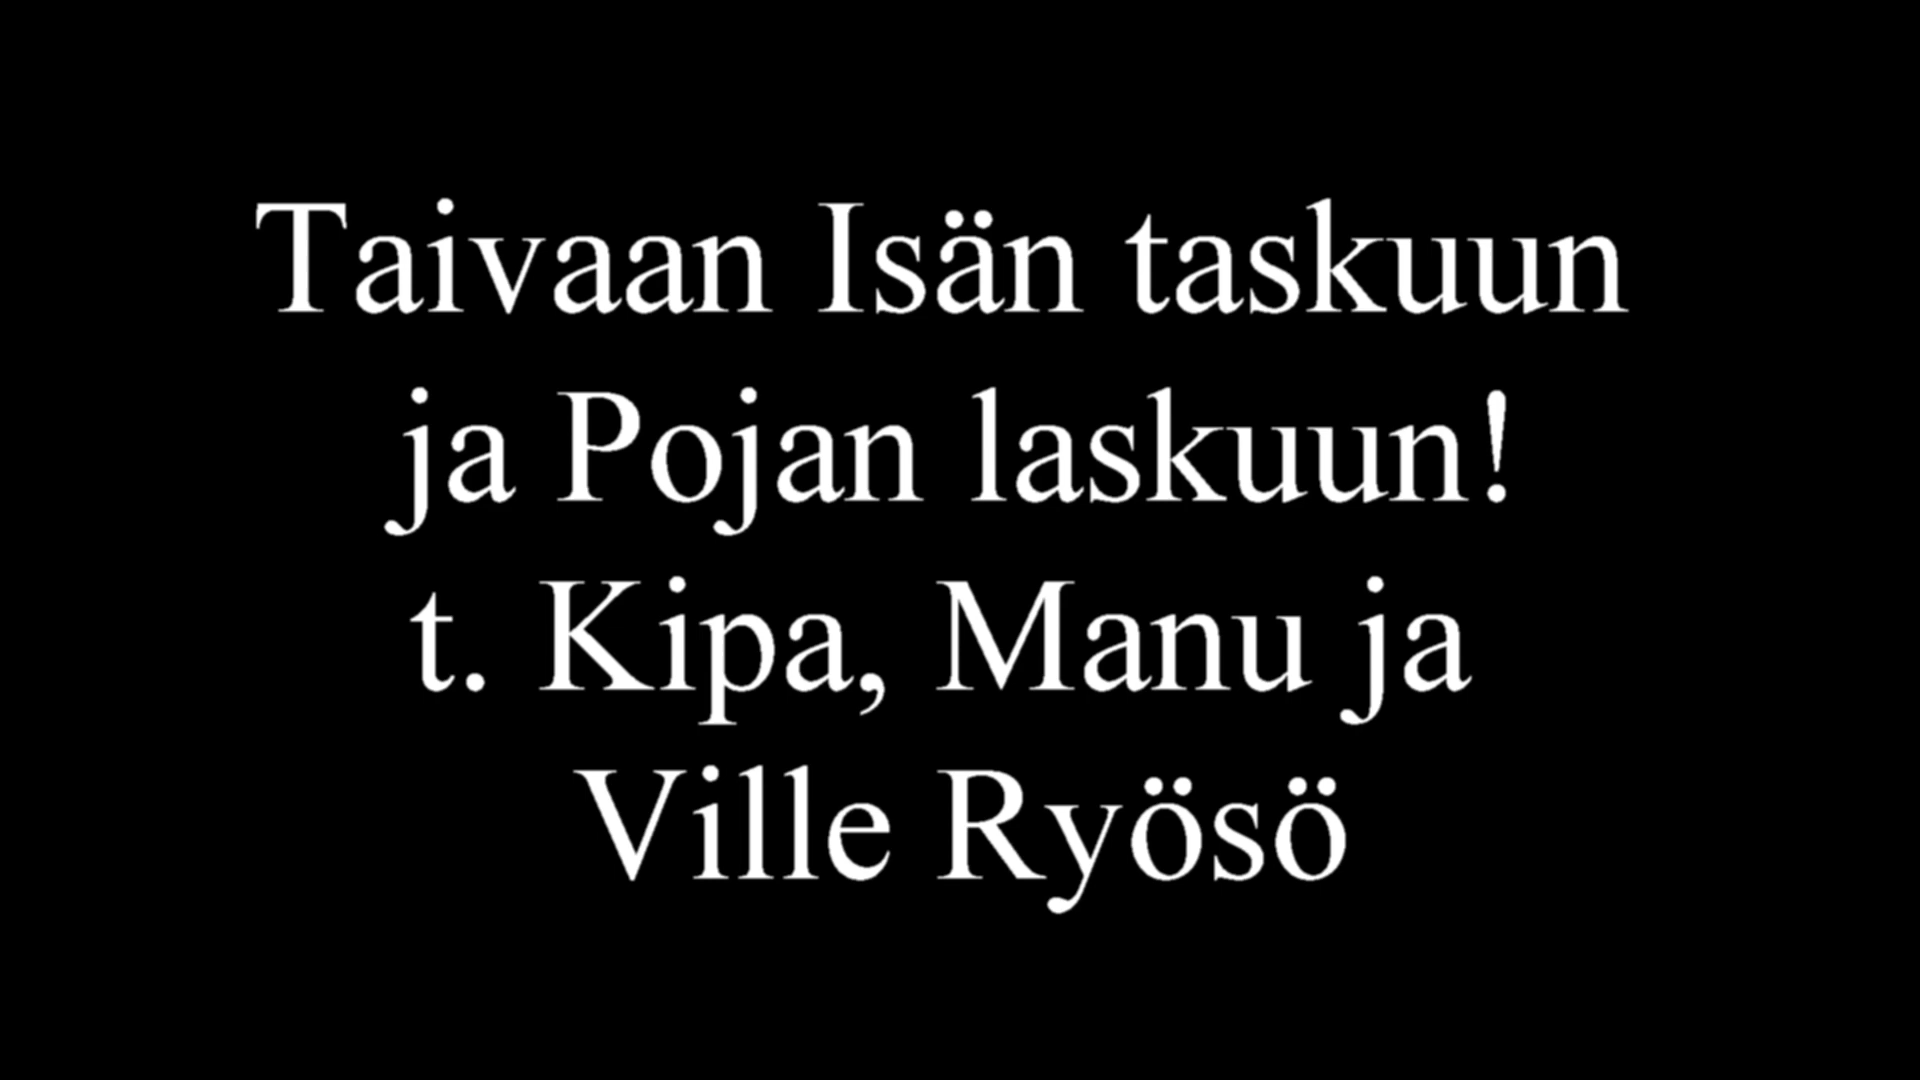 Taivaan Isän taskuun
ja Pojan laskuun!
t. Kipa, Manu ja
Ville Ryösö